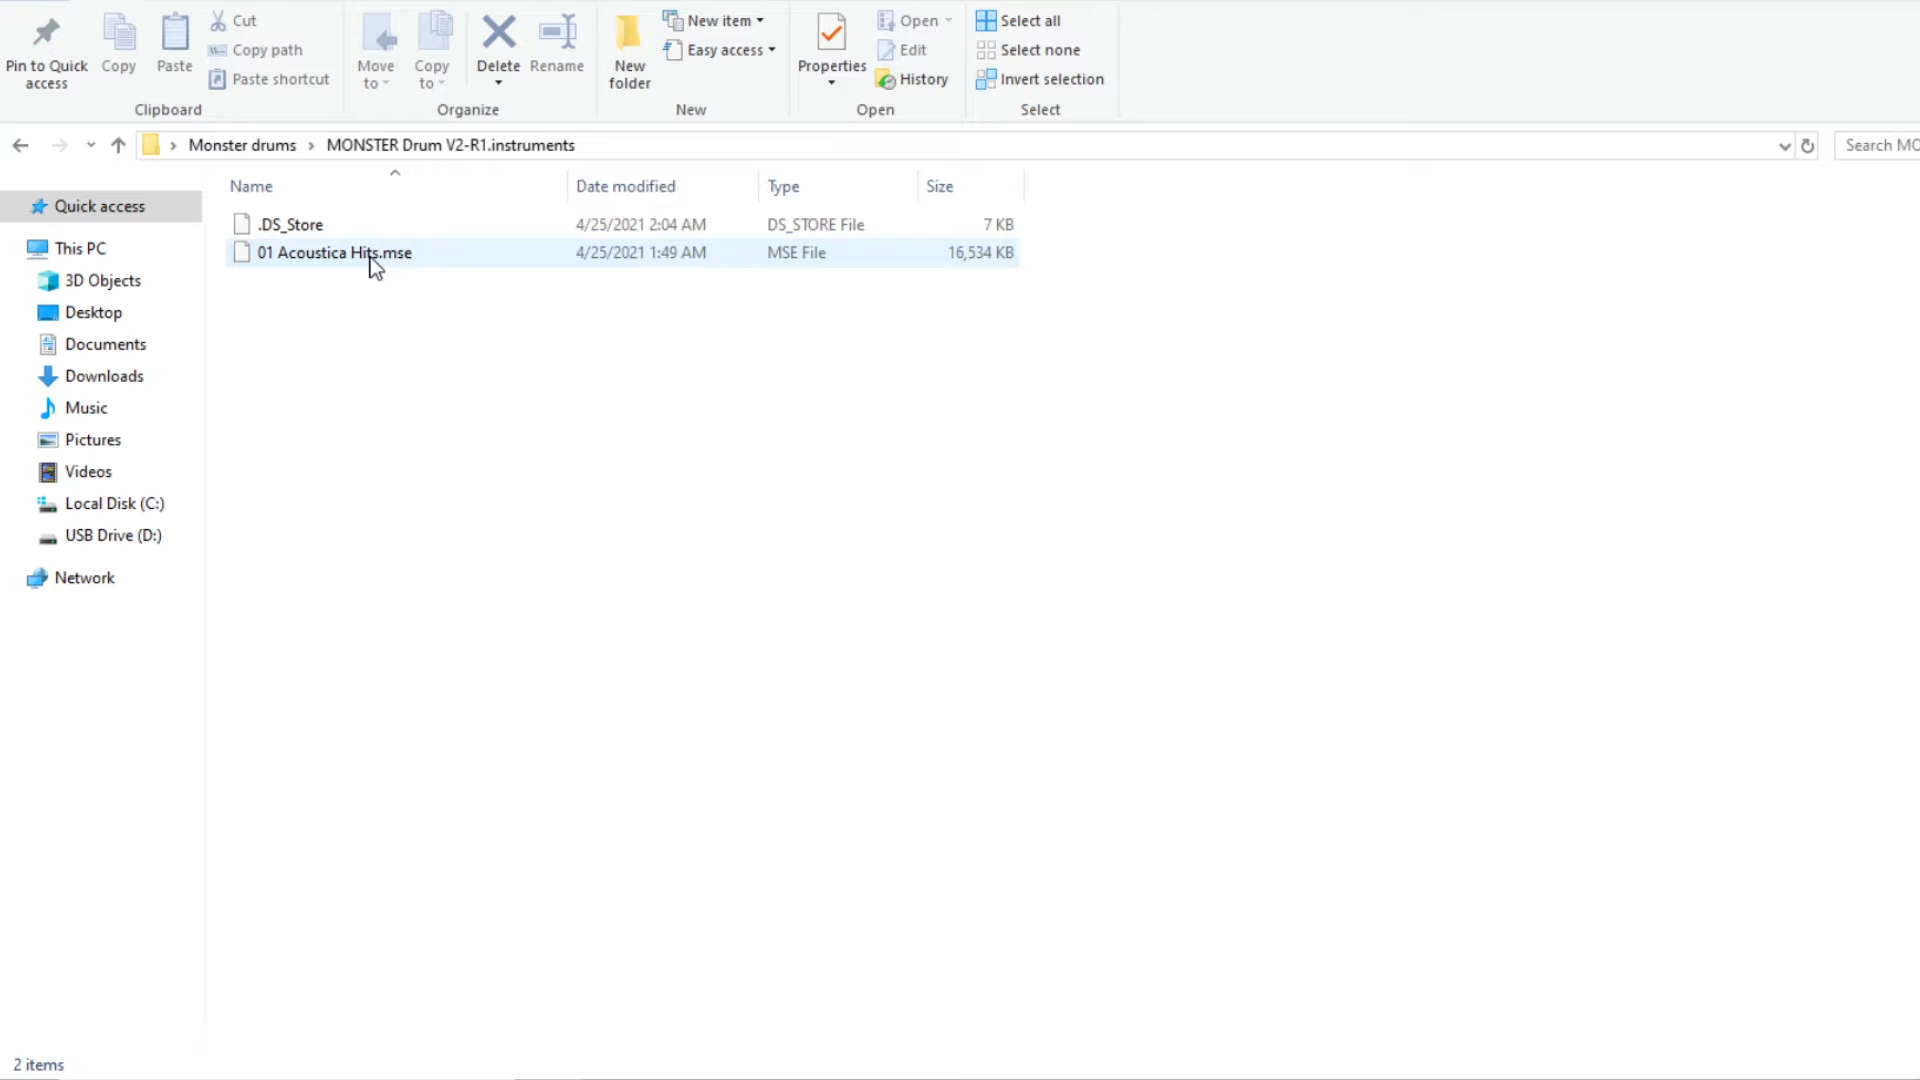 Pin to Quick access
Copy
Paste
Cut
Copy path
Paste shortcut
Clipboard
Move to
Copy to
Delete
Rename
Organize
New folder
New item
Easy access
New
Properties
Open
Edit
History
Open
Select all
Select none
Invert selection
Select
Monster drums > MONSTER Drum V2-R1.instruments
Search MO
Name Date modified Type Size
.DS_Store 4/25/2021 2:04 AM DS_STORE File 7 KB
01 Acoustica Hits.mse 4/25/2021 1:49 AM MSE File 16,534 KB
Quick access
This PC
3D Objects
Desktop
Documents
Downloads
Music
Pictures
Videos
Local Disk (C:)
USB Drive (D:)
Network
2 items